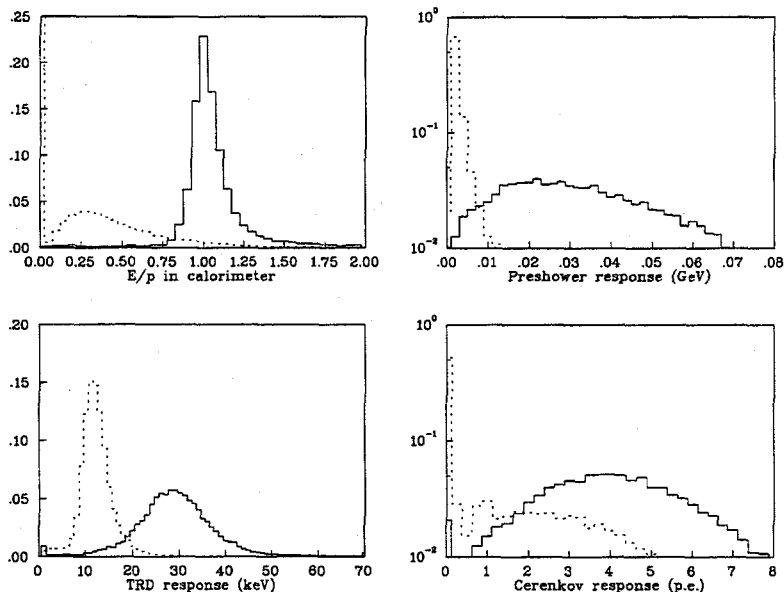 .25
.20
.15
.10
.05
.00
0.00 0.25 0.50 0.75 1.00 1.25 1.50 1.75 2.00
E/p in calorimeter
10⁰
10⁻¹
10⁻²
.00 .01 .02 .03 .04 .05 .06 .07 .08
Preshower response (GeV)
.20
.15
.10
.05
.00
0 10 20 30 40 50 60 70
TRD response (keV)
10⁰
10⁻¹
10⁻²
0 1 2 3 4 5 6 7 8
Cerenkov response (p.e.)